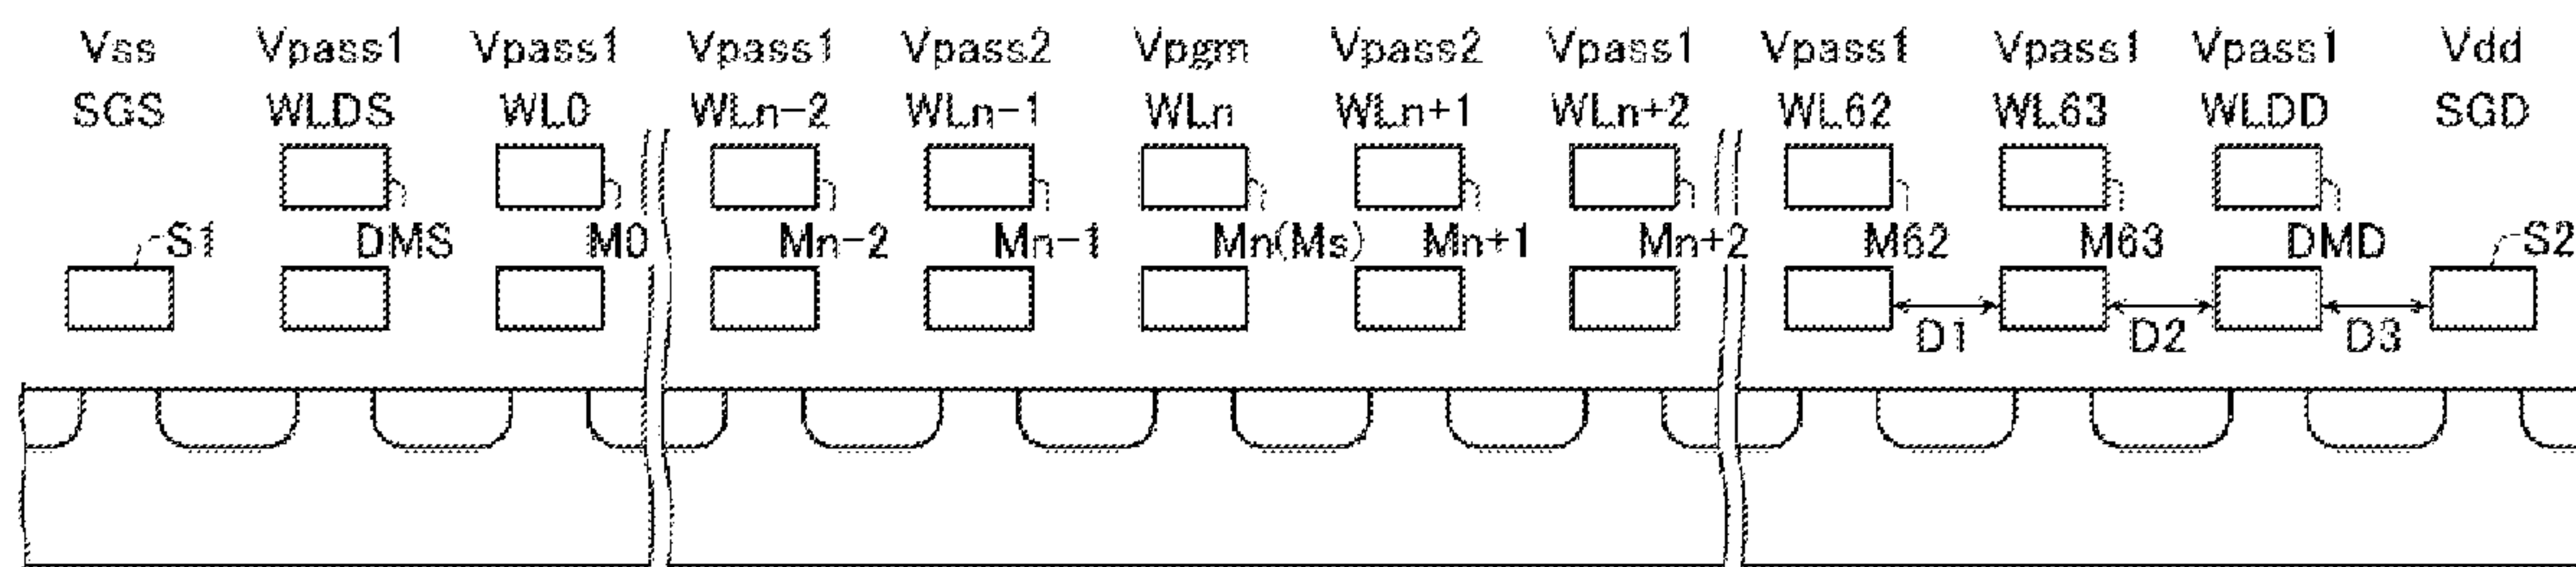 Vss Vpass1 Vpass1 Vpass1 Vpass2 Vpgm Vpass2 Vpass1 Vpass1 Vpass1 Vpass1 Vdd
SGS WLDS WL0 WLn-2 WLn-1 WLn WLn+1 WLn+2 WL62 WL63 WLDD SGD
S1 DMS M0 Mn-2 Mn-1 Mn(Ms) Mn+1 Mn+2 M62 M63 DMD S2
D1 D2 D3